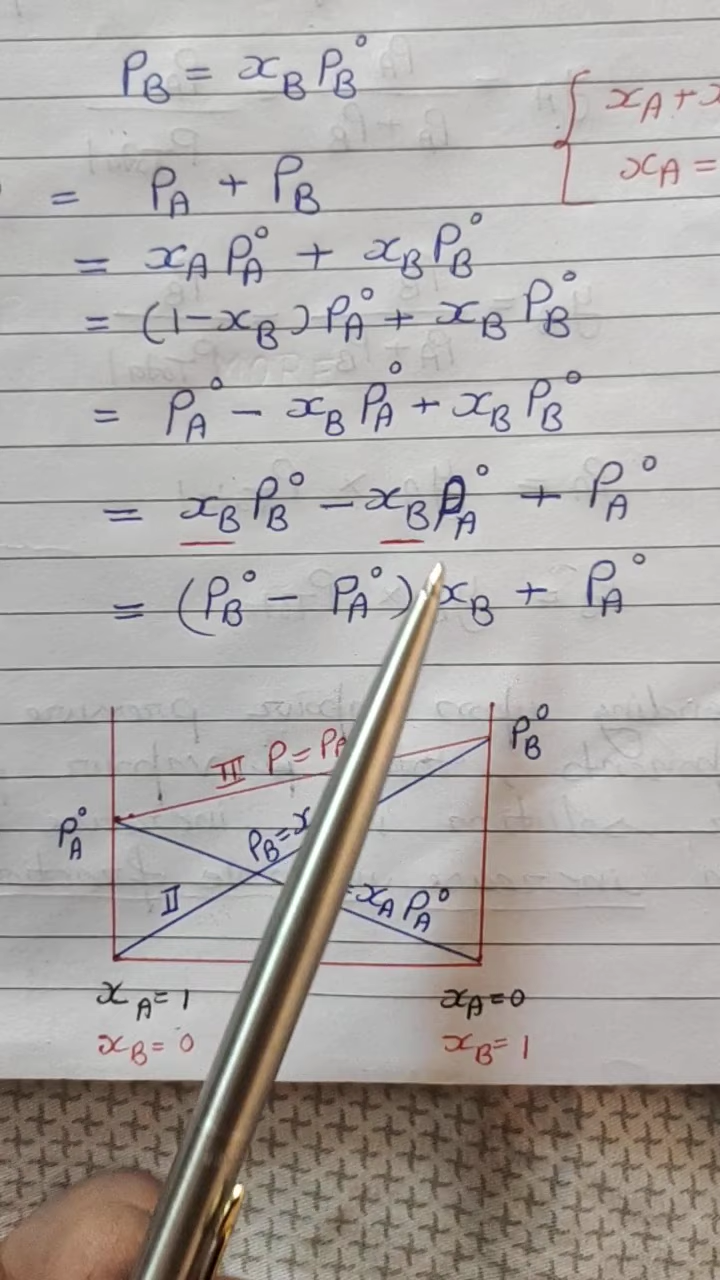 P_B = x_B P_B°
x_A + x
x_A =
= P_A + P_B
= x_A P_A° + x_B P_B°
= (1-x_B) P_A° + x_B P_B°
= P_A° - x_B P_A° + x_B P_B°
= x_B P_B° - x_B P_A° + P_A°
= (P_B° - P_A°) x_B + P_A°
P_B°
III P = P_A
P_A°
P_B = x
II
= x_A P_A°
x_A = 1
x_A = 0
x_B = 0
x_B = 1